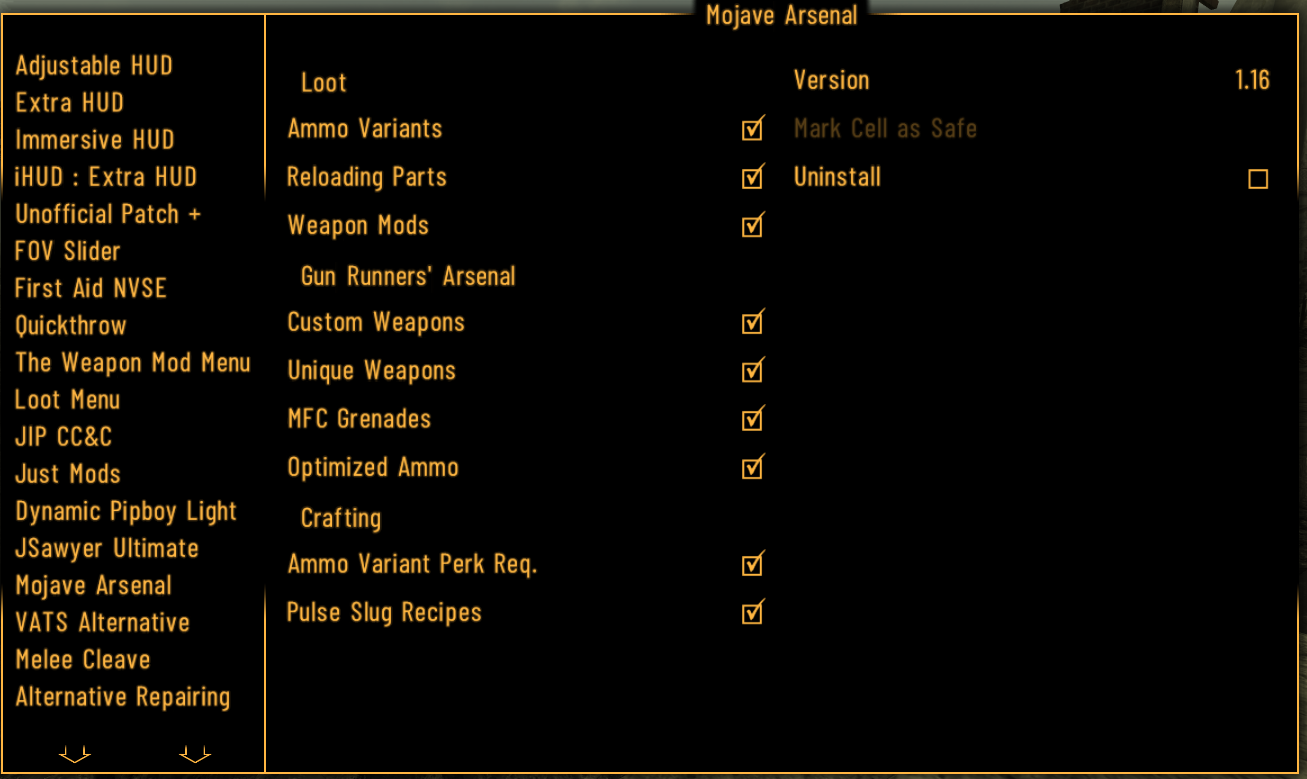 Mojave Arsenal
Adjustable HUD
Extra HUD
Immersive HUD
iHUD : Extra HUD
Unofficial Patch +
FOV Slider
First Aid NVSE
Quickthrow
The Weapon Mod Menu
Loot Menu
JIP CC&C
Just Mods
Dynamic Pipboy Light
JSawyer Ultimate
Mojave Arsenal
VATS Alternative
Melee Cleave
Alternative Repairing
Loot
Ammo Variants
Reloading Parts
Weapon Mods
Gun Runners' Arsenal
Custom Weapons
Unique Weapons
MFC Grenades
Optimized Ammo
Crafting
Ammo Variant Perk Req.
Pulse Slug Recipes
Version 1.16
Mark Cell as Safe
Uninstall